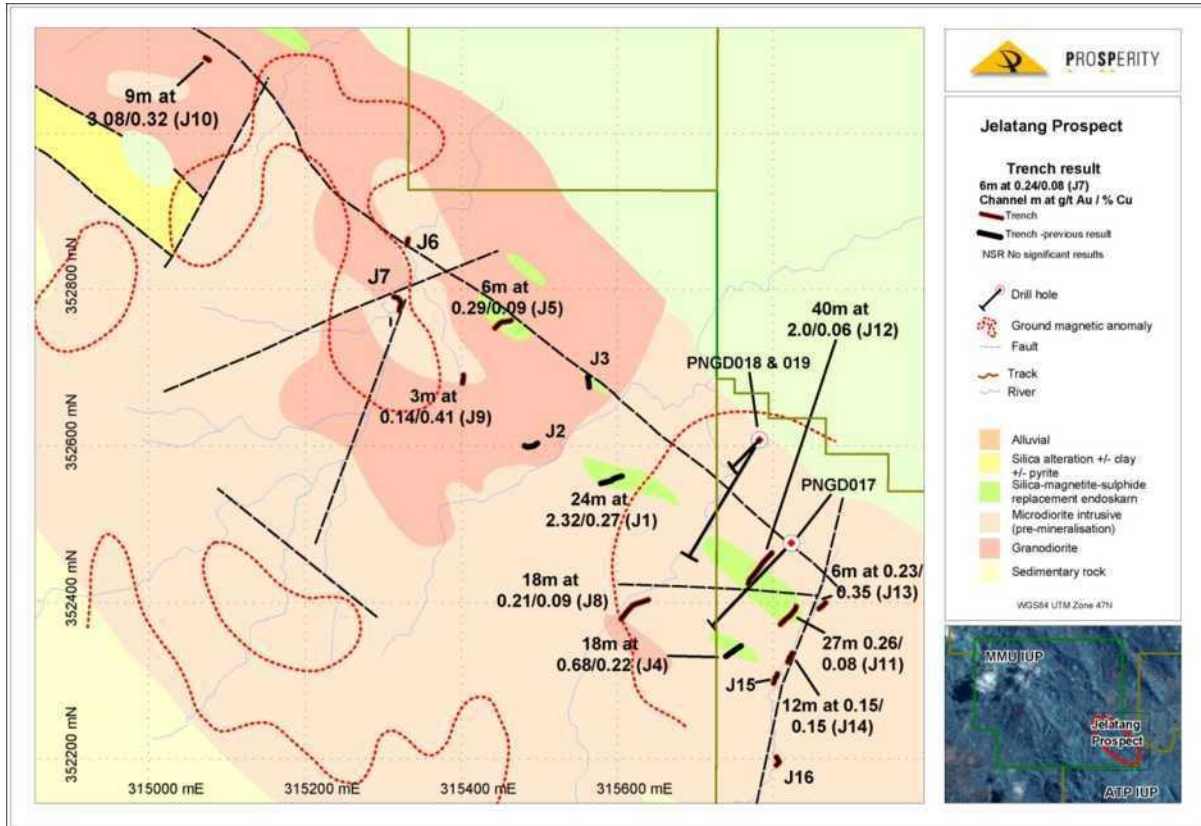 9m at
3.08/0.32 (J10)
J6
J7
6m at
0.29/0.09 (J5)
40m at
2.0/0.06 (J12)
J3
PNGD018 & 019
3m at
0.14/0.41 (J9)
J2
PNGD017
24m at
2.32/0.27 (J1)
6m at 0.23/
0.35 (J13)
18m at
0.21/0.09 (J8)
18m at
0.68/0.22 (J4)
27m 0.26/
0.08 (J11)
J15
12m at 0.15/
0.15 (J14)
J16
352800 mN
352600 mN
352400 mN
352200 mN
315000 mE
315200 mE
315400 mE
315600 mE
PROSPERITY
Jelatang Prospect
Trench result
6m at 0.24/0.08 (J7)
Channel m at g/t Au / % Cu
Trench
Trench -previous result
NSR No significant results
Drill hole
Ground magnetic anomaly
Fault
Track
River
Alluvial
Silica alteration +/- clay
+/- pyrite
Silica-magnetite-sulphide
replacement endoskarn
Microdiorite intrusive
(pre-mineralisation)
Granodiorite
Sedimentary rock
WGS84 UTM Zone 47N
MMU IUP
Jelatang
Prospect
ATP IUP